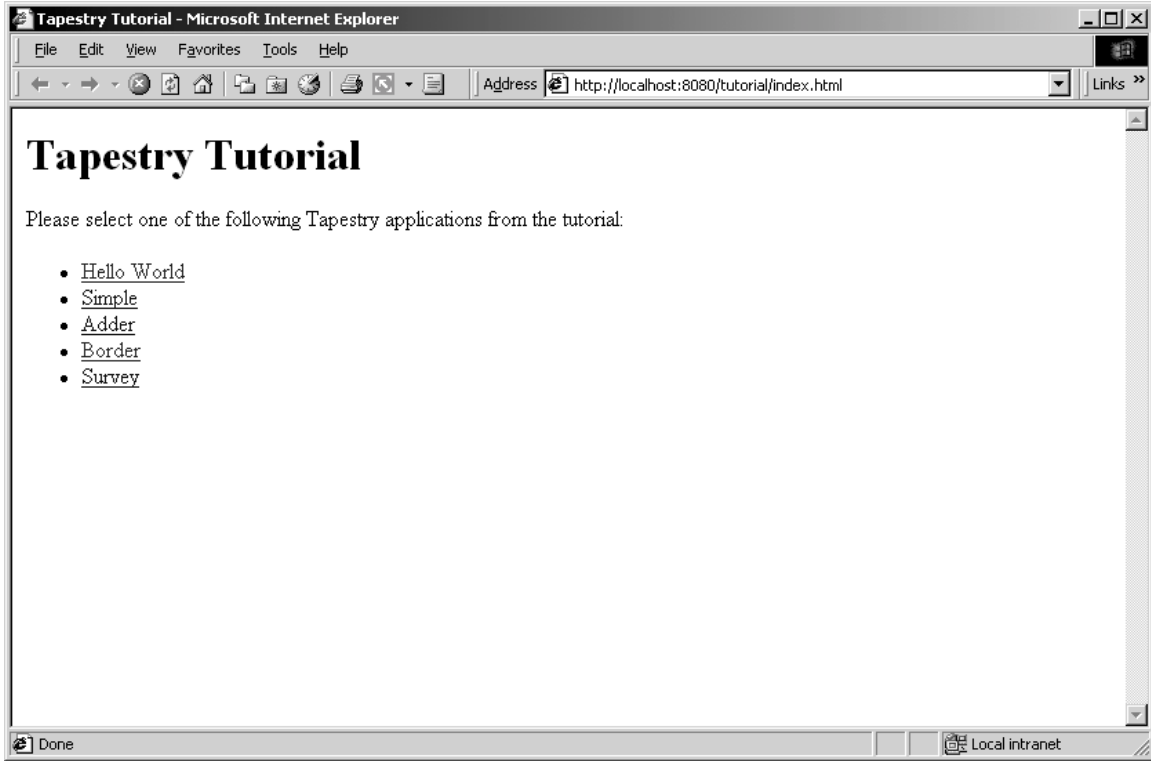 Tapestry Tutorial - Microsoft Internet Explorer
File Edit View Favorites Tools Help
Address http://localhost:8080/tutorial/index.html Links »
Tapestry Tutorial
Please select one of the following Tapestry applications from the tutorial:
• Hello World
• Simple
• Adder
• Border
• Survey
Done Local intranet